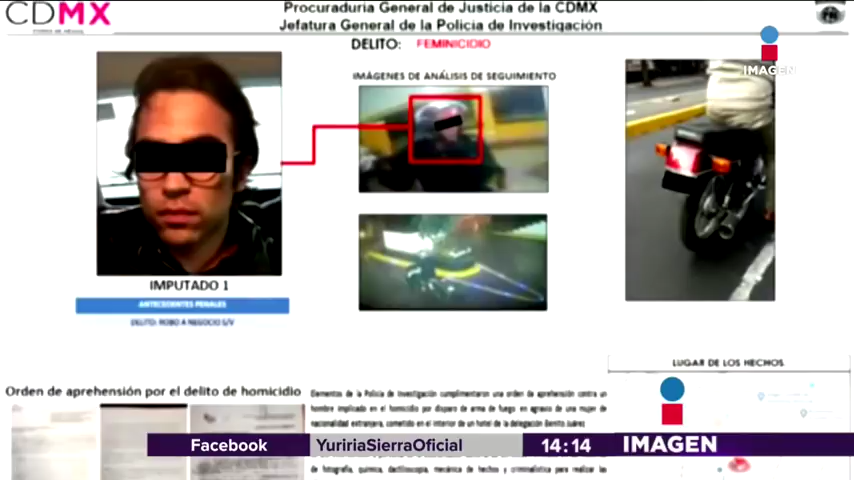 CDMX
Procuraduría General de Justicia de la CDMX
Jefatura General de la Policia de Investigación
DELITO: FEMINICIDIO
IMAGEN
IMÁGENES DE ANÁLISIS DE SEGUIMIENTO
IMPUTADO 1
ANTECEDENTES PENALES
DELITO: ROBO A NEGOCIO S/V
LUGAR DE LOS HECHOS
Orden de aprehensión por el delito de homicidio
Elementos de la Policía de Investigación cumplimentaron una orden de aprehensión contra un
hombre implicado en el homicidio por disparo de arma de fuego en agravio de una mujer de
nacionalidad extranjera, cometido en el interior de un hotel de la delegación Benito Juárez
Facebook YuririaSierraOficial 14:14 IMAGEN
de fotografía, química, dactiloscopia, mecánica de hechos y criminalística para realizar las